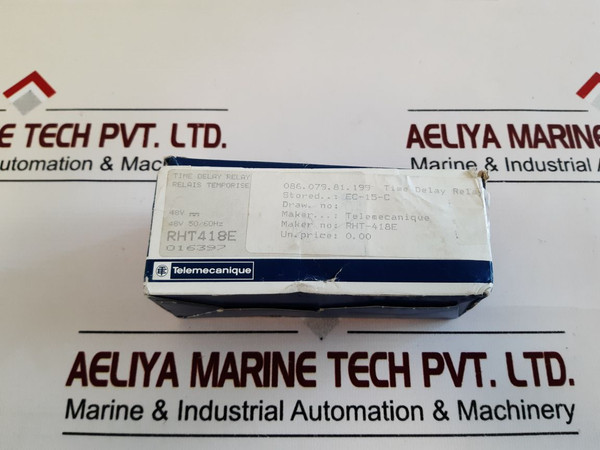 TECH PVT. LTD.
Automation & Mach
AELIYA MARINE
Marine & Industrial Au
TIME DELAY RELAY
RELAIS TEMPORISE
48V
48V 50/60Hz
RHT418E
016397
086.075.81.199 Time Delay Rela
Stored..: EC-15-C
Draw. no:
Maker...: Telemecanique
Maker no: RHT-418E
Un.price: 0.00
Telemecanique
AELIYA MARINE TECH PVT. LTD.
Marine & Industrial Automation & Machinery